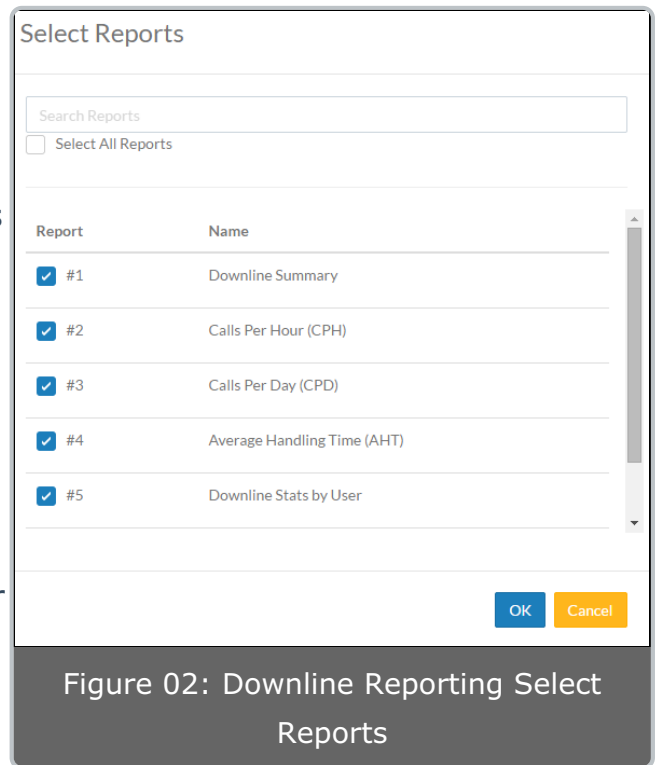 Select Reports
Search Reports
Select All Reports
s
Report Name
#1 Downline Summary
#2 Calls Per Hour (CPH)
#3 Calls Per Day (CPD)
#4 Average Handling Time (AHT)
#5 Downline Stats by User
r
OK Cancel
Figure 02: Downline Reporting Select
Reports